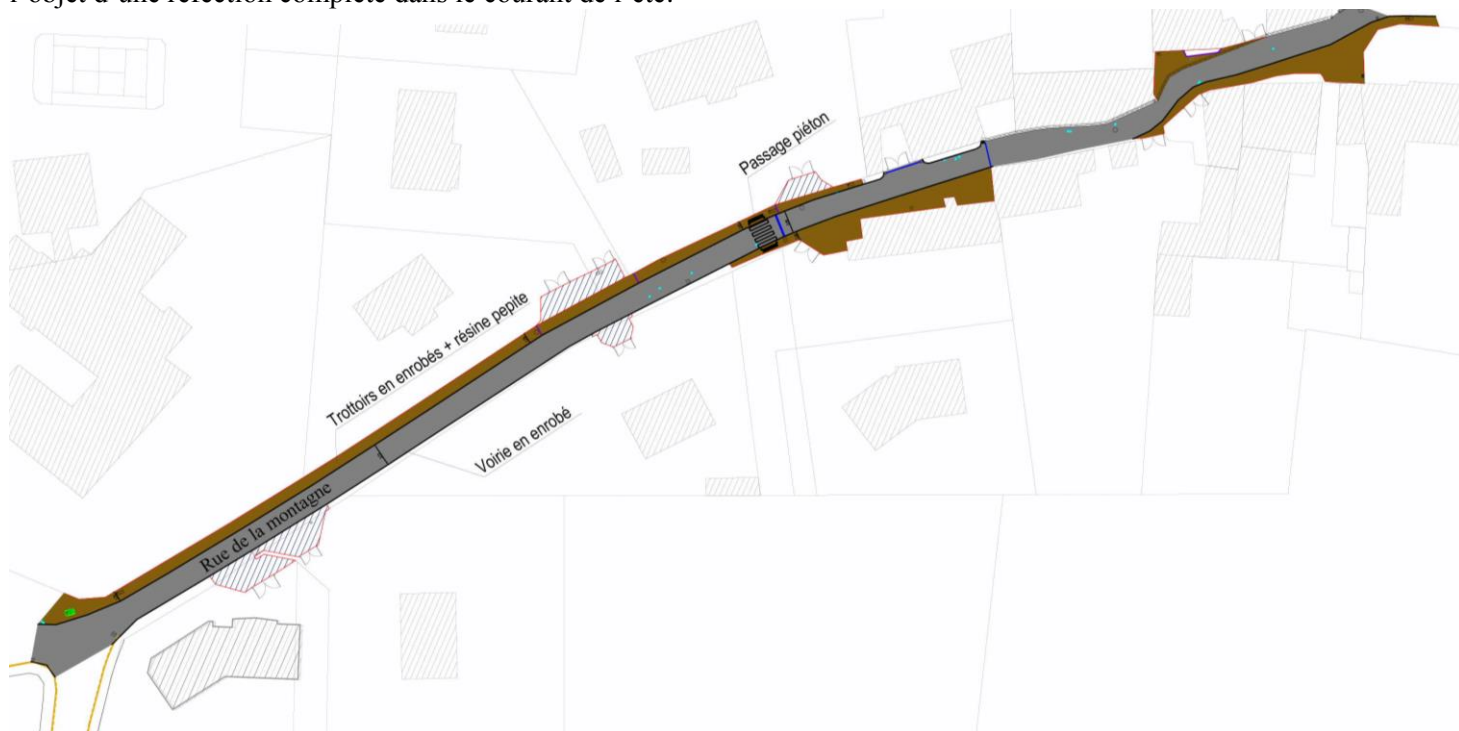 l'objet d'une réfection complète dans le courant de l'été.
Passage piéton
Trottoirs en enrobés + résine pepite
Voirie en enrobé
Rue de la montagne